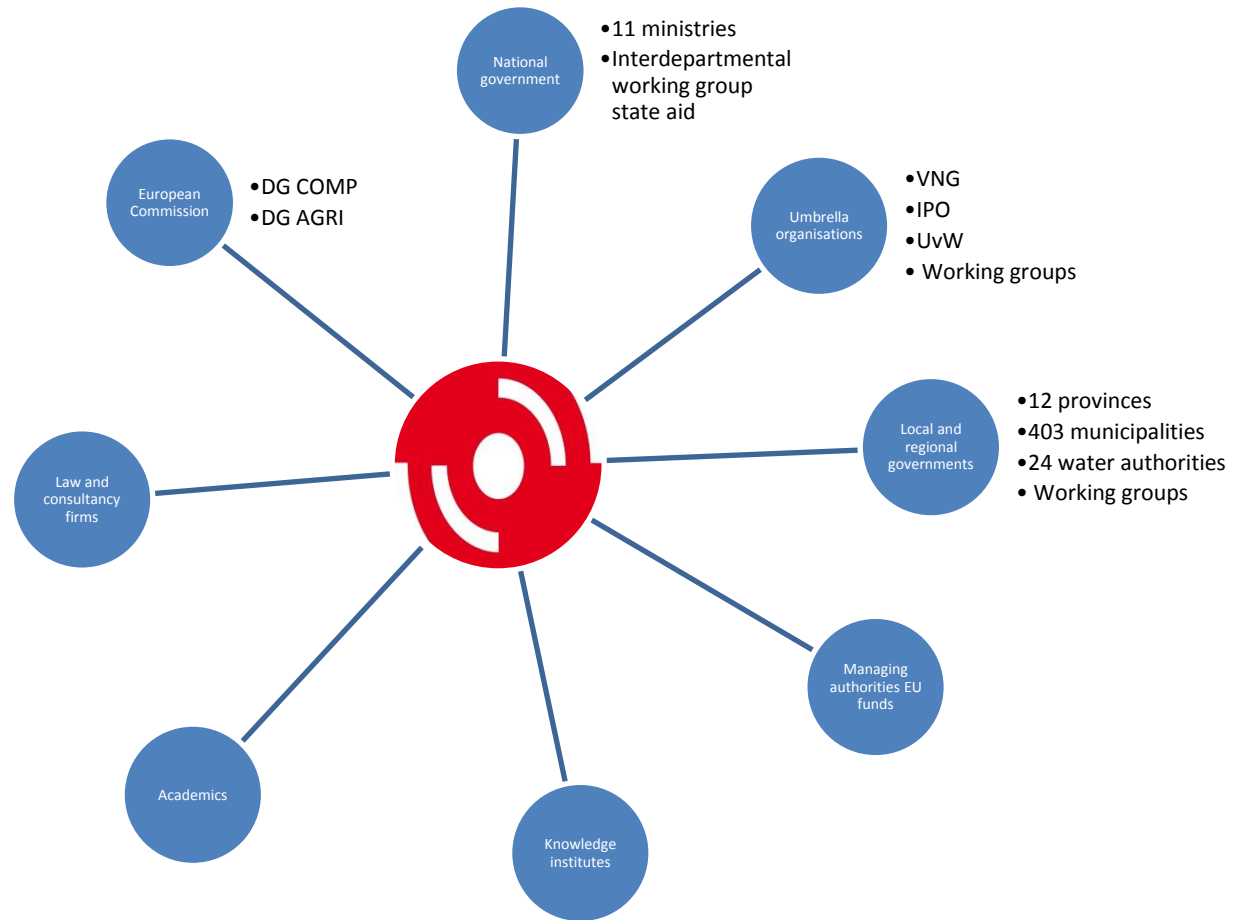 National
government
•11 ministries
•Interdepartmental
working group
state aid
European
Commission
•DG COMP
•DG AGRI
Umbrella
organisations
•VNG
•IPO
•UvW
• Working groups
Local and
regional
governments
•12 provinces
•403 municipalities
•24 water authorities
• Working groups
Law and
consultancy
firms
Managing
authorities EU
funds
Academics
Knowledge
institutes